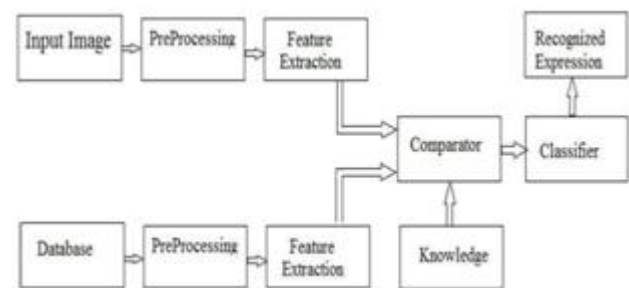 Input Image
PreProcessing
Feature
Extraction
Recognized
Expression
Comparator
Classifier
Database
PreProcessing
Feature
Extraction
Knowledge